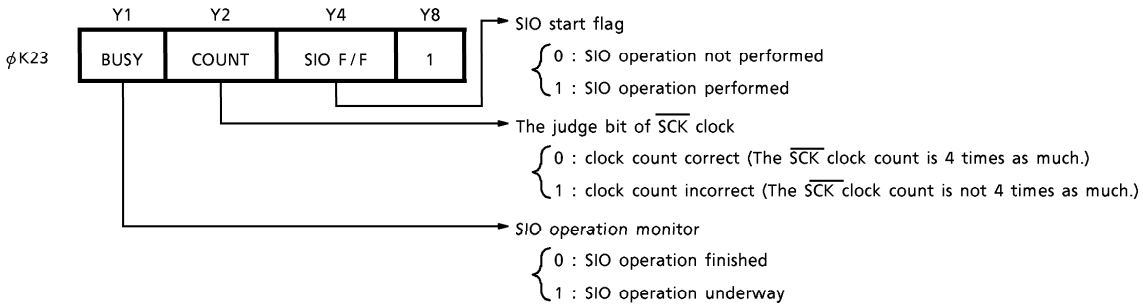 Y1 Y2 Y4 Y8
SIO start flag
ϕK23 BUSY COUNT SIO F/F 1
0 : SIO operation not performed
1 : SIO operation performed
The judge bit of S̅C̅K̅ clock
0 : clock count correct (The S̅C̅K̅ clock count is 4 times as much.)
1 : clock count incorrect (The S̅C̅K̅ clock count is not 4 times as much.)
SIO operation monitor
0 : SIO operation finished
1 : SIO operation underway